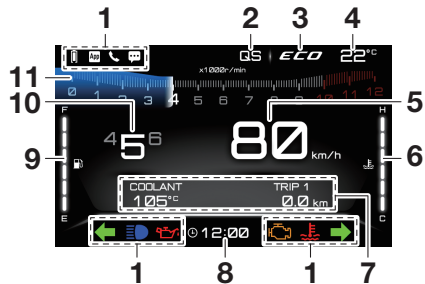 1 2 3 4
App QS ECO 22°C
x1000r/min
11
0 1 2 3 4 5 6 7 8 9 10 11 12
10 5
F H
4 5 6 80 km/h
9 6
COOLANT TRIP 1
105°C 0.0 km
E C
12:00
1 8 1 7